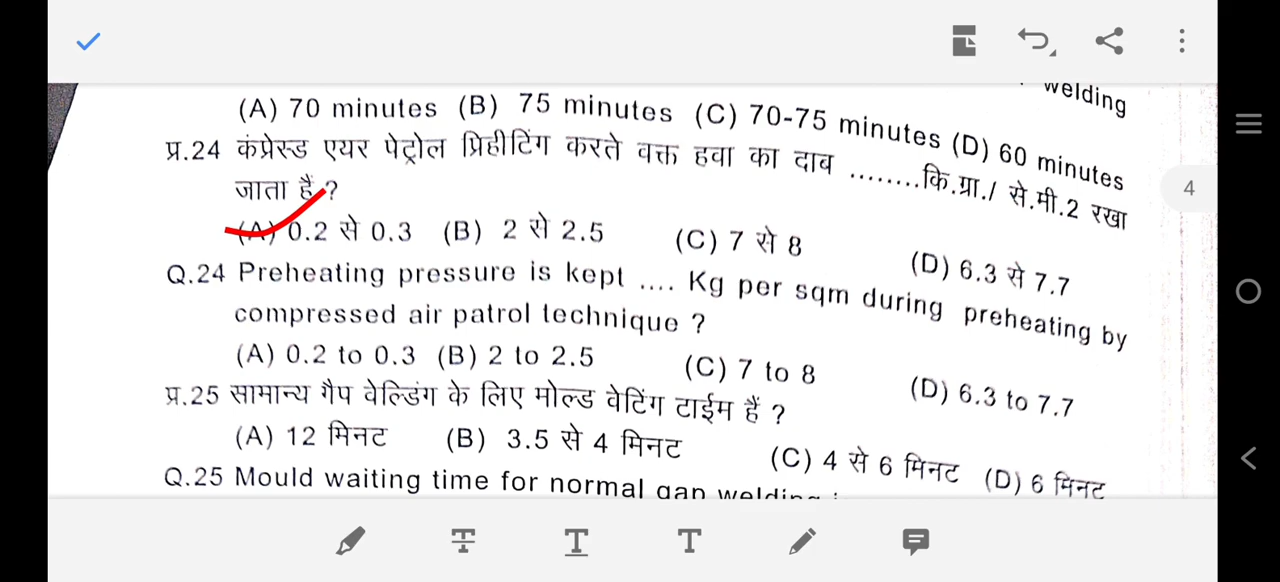 welding
(A) 70 minutes (B) 75 minutes (C) 70-75 minutes (D) 60 minutes
प्र.24 कंप्रेस्ड एयर पेट्रोल प्रिहीटिंग करते वक्त हवा का दाब ........कि.ग्रा./ से.मी.2 रखा
जाता हैं ?
(A) 0.2 से 0.3 (B) 2 से 2.5 (C) 7 से 8 (D) 6.3 से 7.7
Q.24 Preheating pressure is kept .... Kg per sqm during preheating by
compressed air patrol technique ?
(A) 0.2 to 0.3 (B) 2 to 2.5 (C) 7 to 8 (D) 6.3 to 7.7
प्र.25 सामान्य गैप वेल्डिंग के लिए मोल्ड वेटिंग टाईम हैं ?
(A) 12 मिनट (B) 3.5 से 4 मिनट (C) 4 से 6 मिनट (D) 6 मिनट
Q.25 Mould waiting time for normal gap welding
4